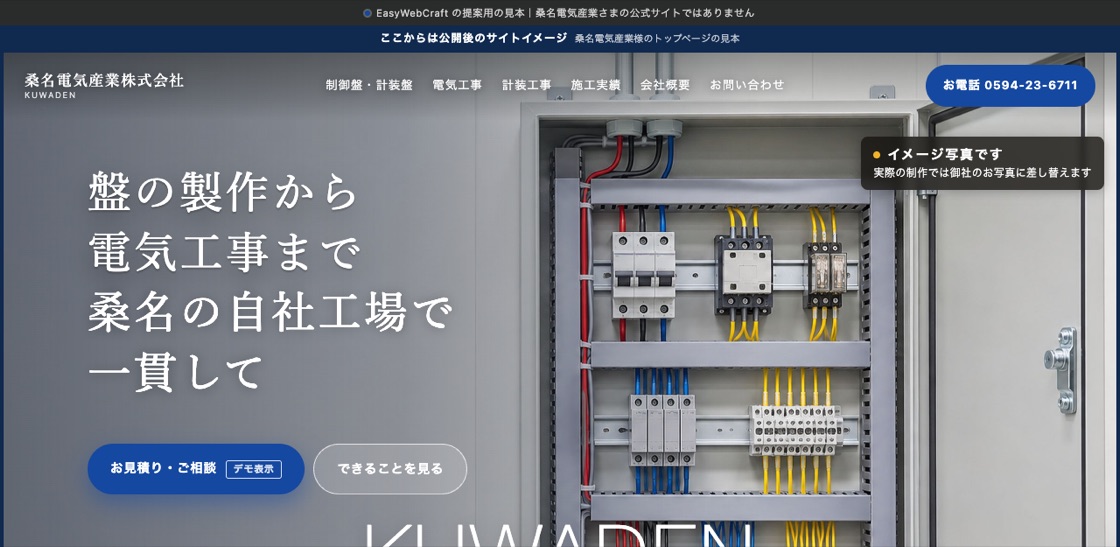 EasyWebCraft の提案用の見本｜桑名電気産業さまの公式サイトではありません
ここからは公開後のサイトイメージ 桑名電気産業様のトップページの見本
桑名電気産業株式会社
KUWADEN
制御盤・計装盤 電気工事 計装工事 施工実績 会社概要 お問い合わせ
お電話 0594-23-6711
イメージ写真です
実際の制作では御社のお写真に差し替えます
盤の製作から
電気工事まで
桑名の自社工場で
一貫して
お見積り・ご相談 デモ表示
できることを見る
KUWADEN